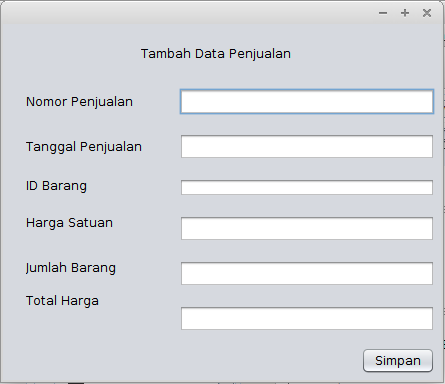 Tambah Data Penjualan
Nomor Penjualan
Tanggal Penjualan
ID Barang
Harga Satuan
Jumlah Barang
Total Harga
Simpan